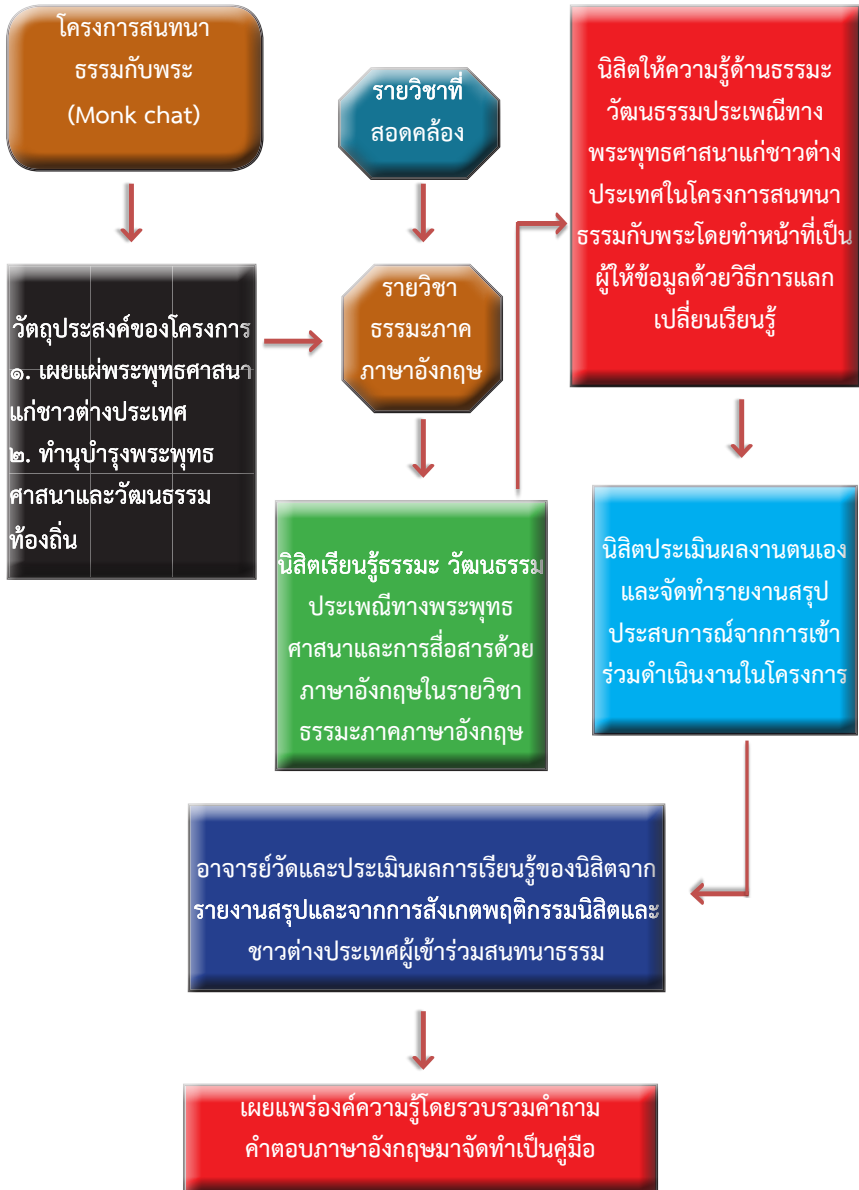 โครงการสนทนา
ธรรมกับพระ
(Monk chat)
รายวิชาที่
สอดคล้อง
นิสิตให้ความรู้ด้านธรรมะ
วัฒนธรรมประเพณีทาง
พระพุทธศาสนาแก่ชาวต่าง
ประเทศในโครงการสนทนา
ธรรมกับพระโดยทำหน้าที่เป็น
ผู้ให้ข้อมูลด้วยวิธีการแลก
เปลี่ยนเรียนรู้
วัตถุประสงค์ของโครงการ
๑. เผยแผ่พระพุทธศาสนา
แก่ชาวต่างประเทศ
๒. ทำนุบำรุงพระพุทธ
ศาสนาและวัฒนธรรม
ท้องถิ่น
รายวิชา
ธรรมะภาค
ภาษาอังกฤษ
นิสิตเรียนรู้ธรรมะ วัฒนธรรม
ประเพณีทางพระพุทธ
ศาสนาและการสื่อสารด้วย
ภาษาอังกฤษในรายวิชา
ธรรมะภาคภาษาอังกฤษ
นิสิตประเมินผลงานตนเอง
และจัดทำรายงานสรุป
ประสบการณ์จากการเข้า
ร่วมดำเนินงานในโครงการ
อาจารย์วัดและประเมินผลการเรียนรู้ของนิสิตจาก
รายงานสรุปและจากการสังเกตพฤติกรรมนิสิตและ
ชาวต่างประเทศผู้เข้าร่วมสนทนาธรรม
เผยแพร่องค์ความรู้โดยรวบรวมคำถาม
คำตอบภาษาอังกฤษมาจัดทำเป็นคู่มือ